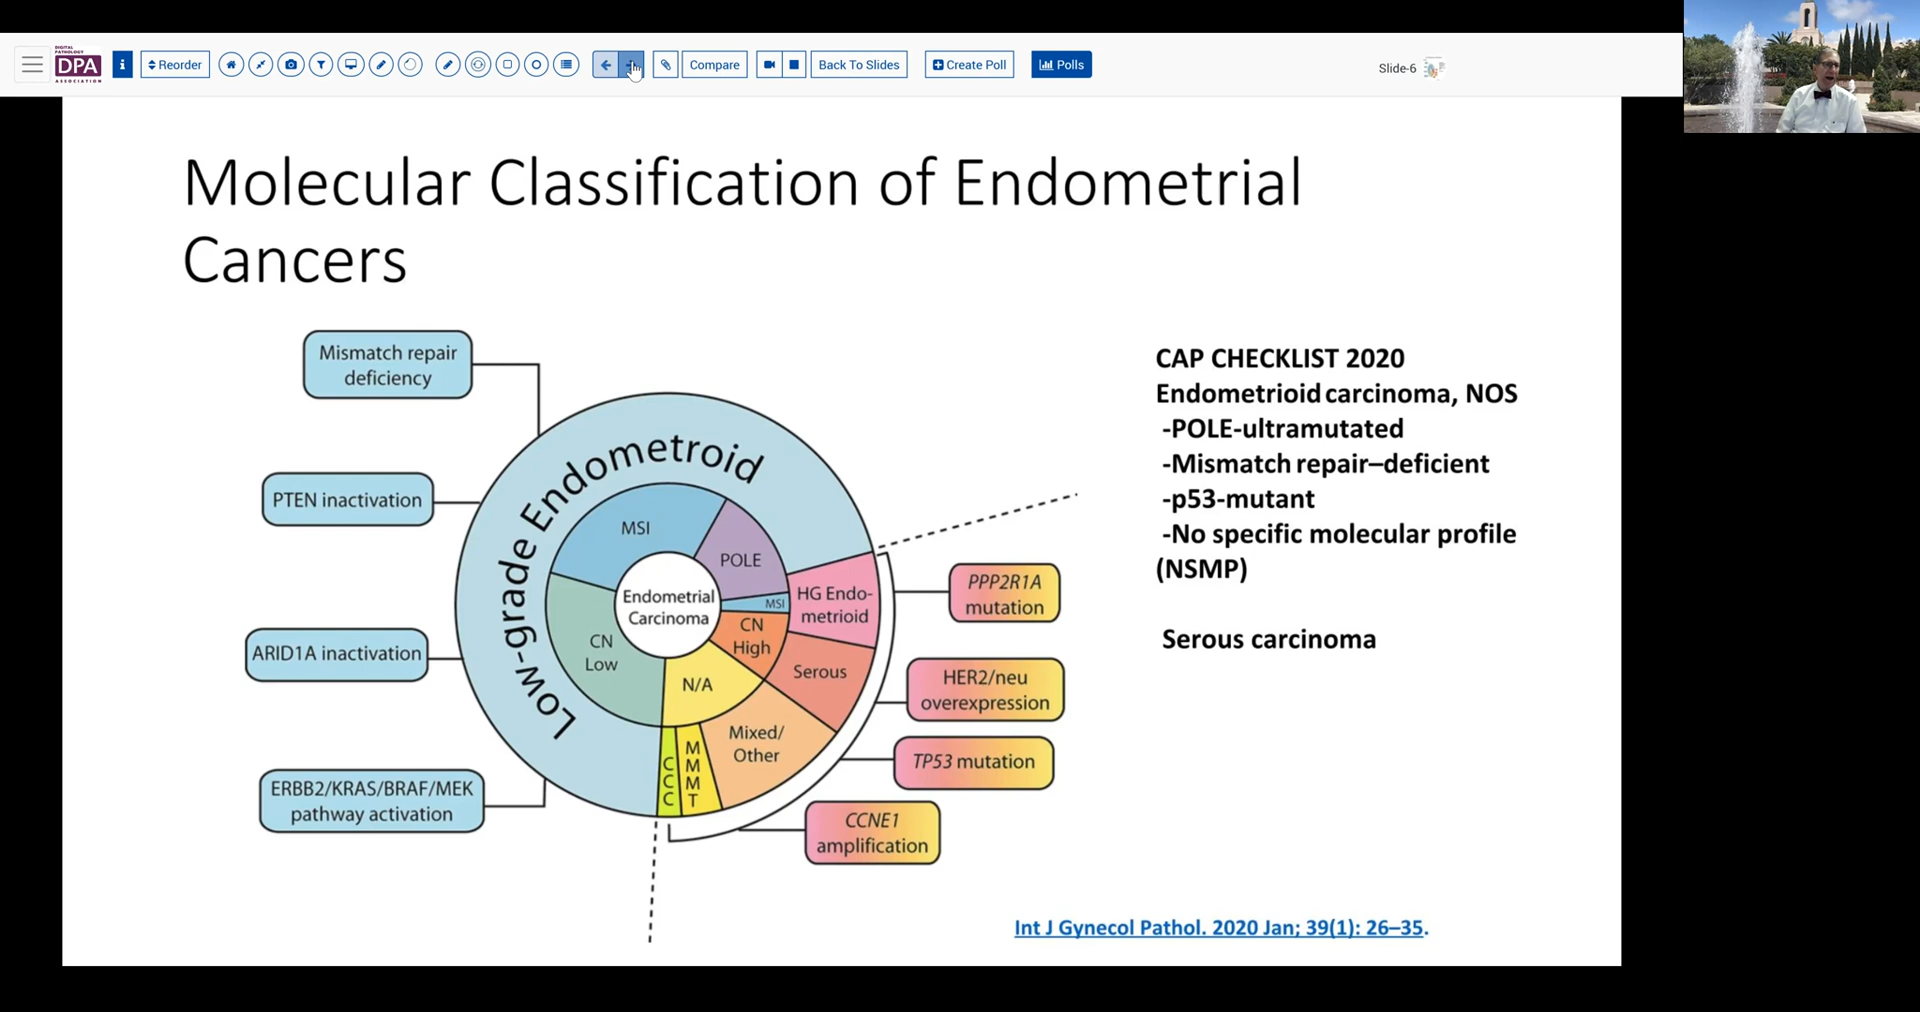 DIGITAL PATHOLOGY
DPA
ASSOCIATION
i
Reorder
Compare
Back To Slides
Create Poll
Polls
Slide-6
Molecular Classification of Endometrial
Cancers
Mismatch repair
deficiency
PTEN inactivation
ARID1A inactivation
ERBB2/KRAS/BRAF/MEK
pathway activation
Low-grade Endometroid
MSI
POLE
MSI
CN
High
N/A
CN
Low
Endometrial
Carcinoma
HG Endo-
metrioid
Serous
Mixed/
Other
MMMT
CCC
PPP2R1A
mutation
HER2/neu
overexpression
TP53 mutation
CCNE1
amplification
CAP CHECKLIST 2020
Endometrioid carcinoma, NOS
-POLE-ultramutated
-Mismatch repair–deficient
-p53-mutant
-No specific molecular profile
(NSMP)
Serous carcinoma
Int J Gynecol Pathol. 2020 Jan; 39(1): 26–35.